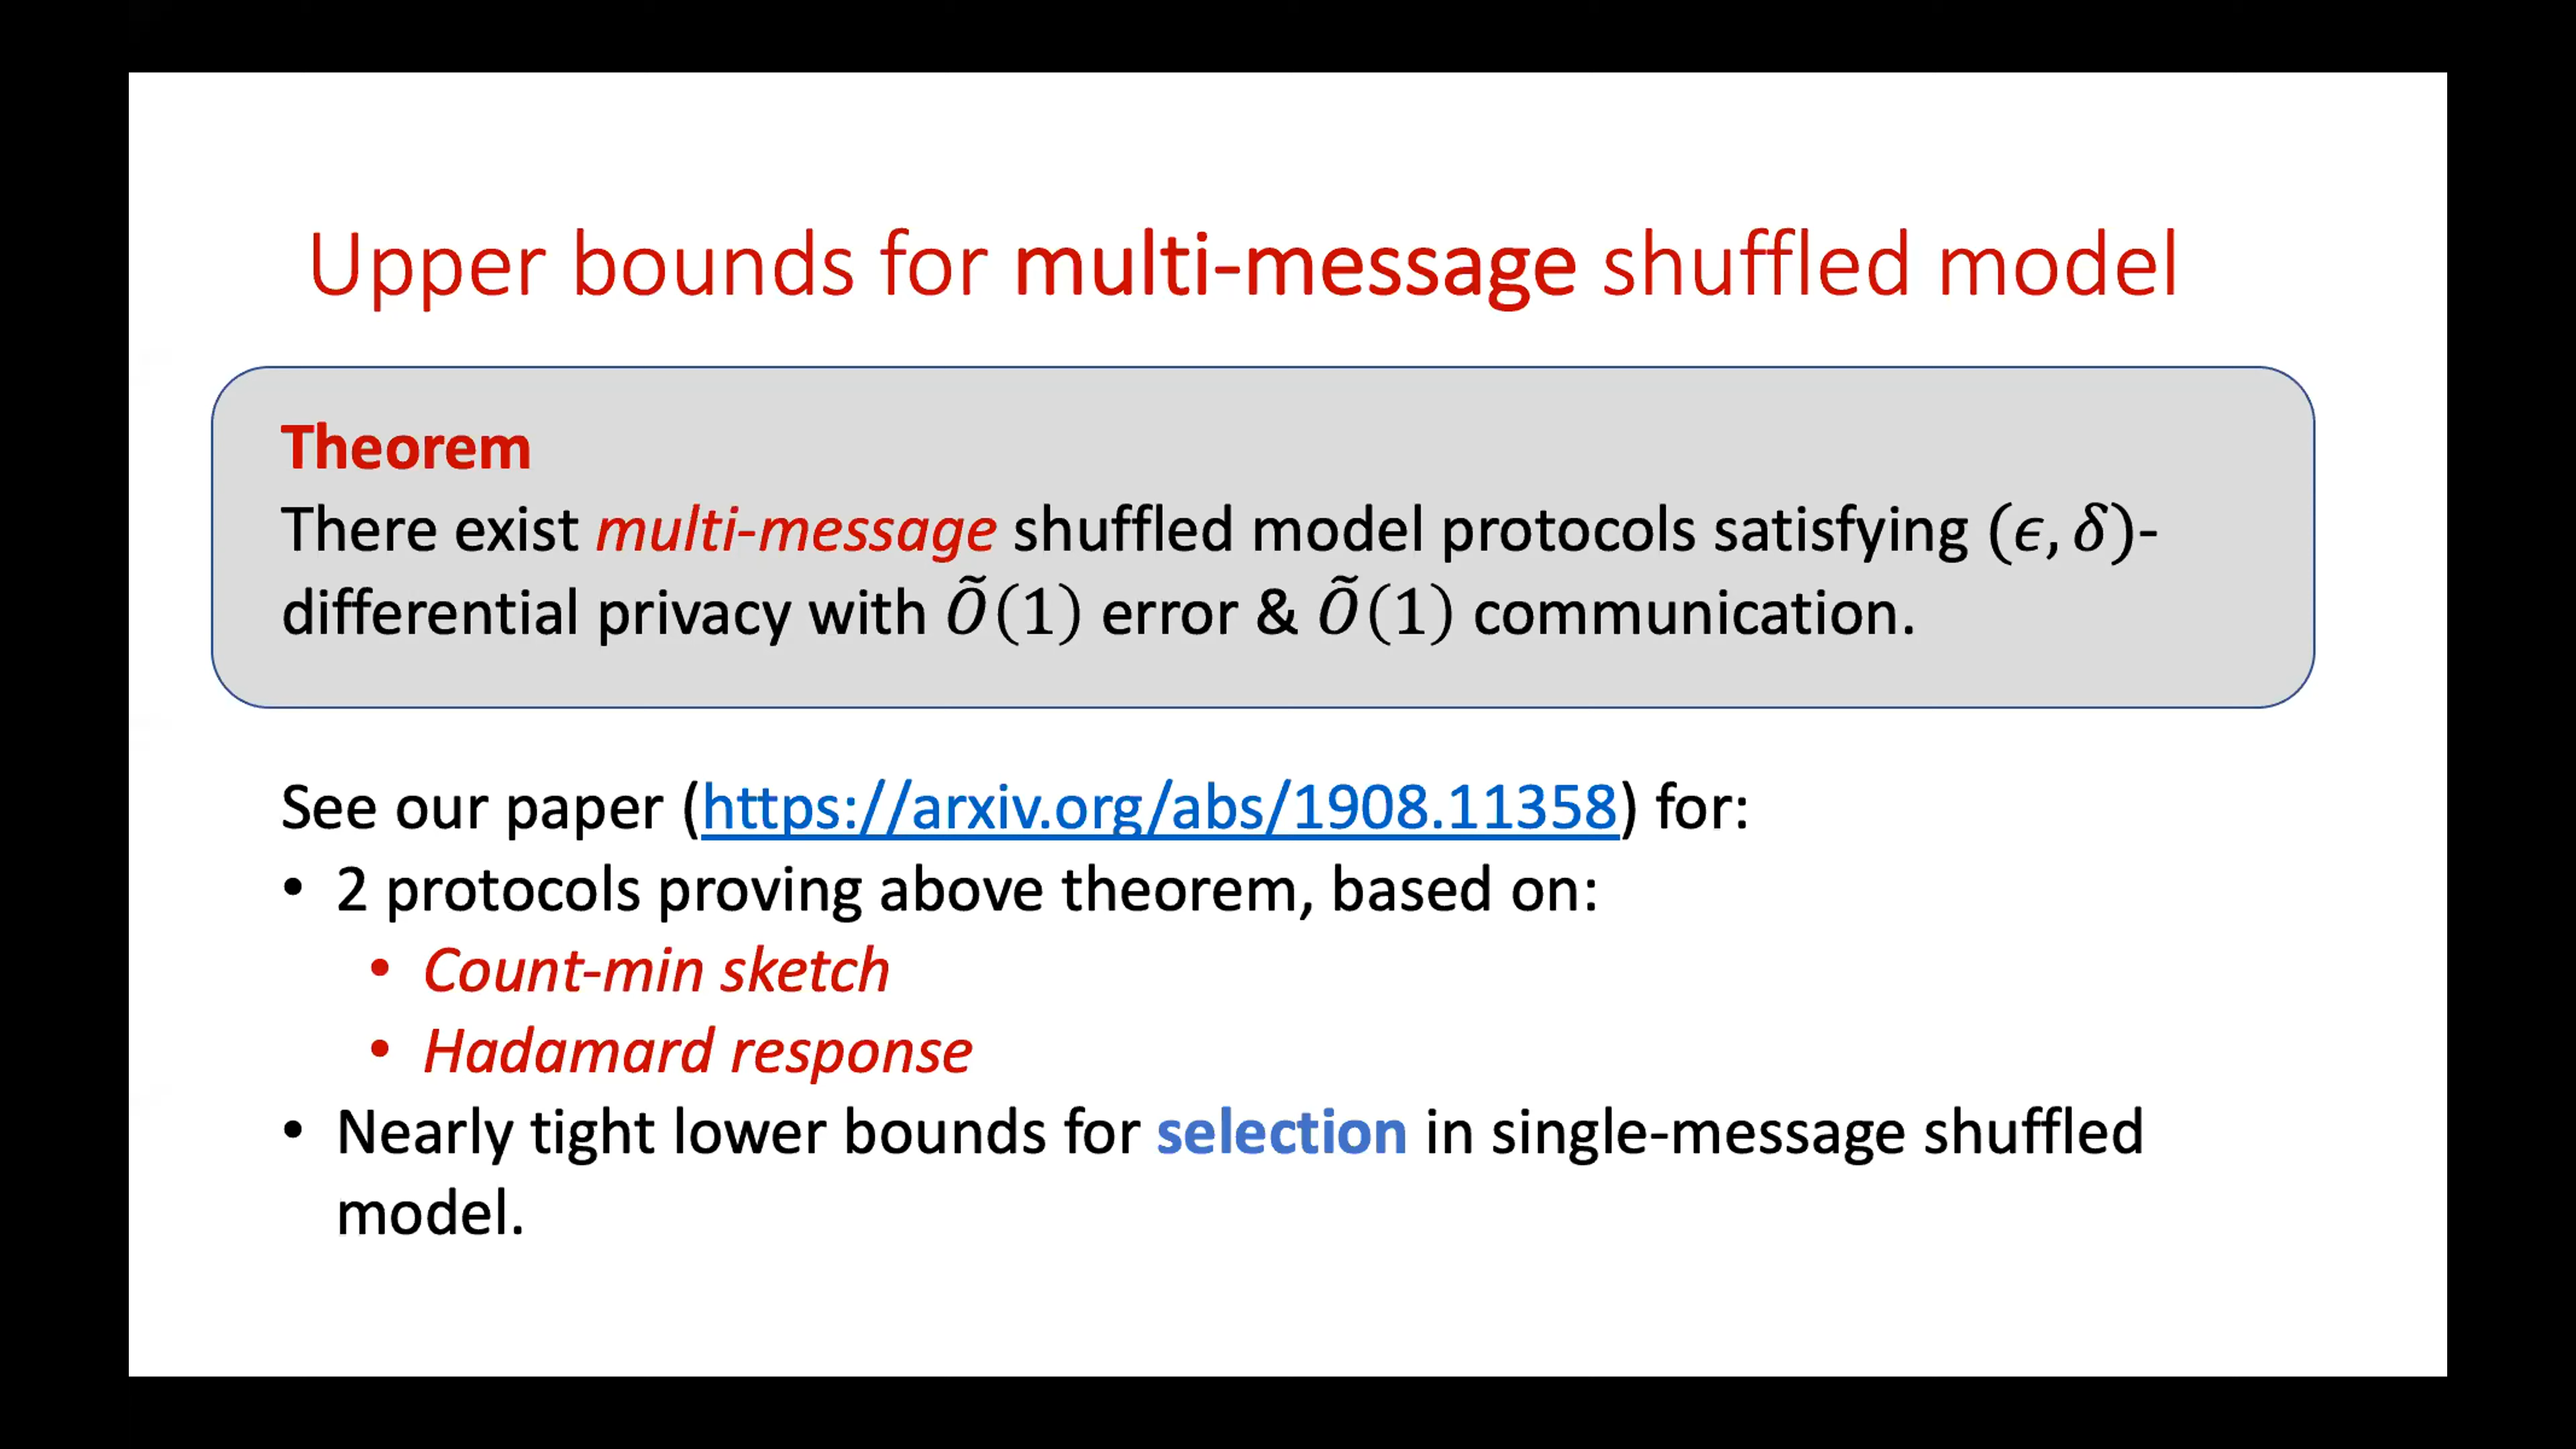 Upper bounds for multi-message shuffled model
Theorem
There exist multi-message shuffled model protocols satisfying (ϵ, δ)-
differential privacy with Õ(1) error & Õ(1) communication.
See our paper (https://arxiv.org/abs/1908.11358) for:
• 2 protocols proving above theorem, based on:
• Count-min sketch
• Hadamard response
• Nearly tight lower bounds for selection in single-message shuffled
model.